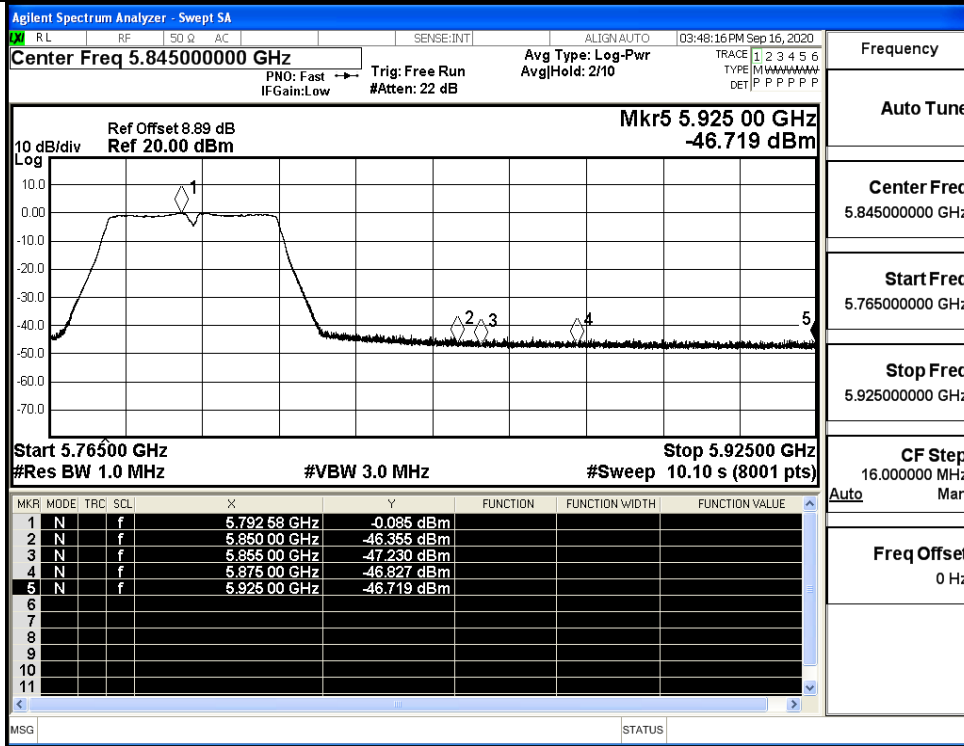 Agilent Spectrum Analyzer - Swept SA
LXI RL RF 50 Ω AC SENSE:INT ALIGN AUTO 03:48:16 PM Sep 16, 2020
Center Freq 5.845000000 GHz
PNO: Fast
IFGain:Low
Trig: Free Run
#Atten: 22 dB
Avg Type: Log-Pwr
Avg|Hold: 2/10
TRACE 1 2 3 4 5 6
TYPE M WWWWW
DET P P P P P P
Frequency
Auto Tune
Center Freq
5.845000000 GHz
Start Freq
5.765000000 GHz
Stop Freq
5.925000000 GHz
CF Step
16.000000 MHz
Auto Man
Freq Offset
0 Hz
Mkr5 5.925 00 GHz
-46.719 dBm
Ref Offset 8.89 dB
10 dB/div Ref 20.00 dBm
Log
10.0
0.00
-10.0
-20.0
-30.0
-40.0
-50.0
-60.0
-70.0
1
2
3
4
5
Start 5.76500 GHz Stop 5.92500 GHz
#Res BW 1.0 MHz #VBW 3.0 MHz #Sweep 10.10 s (8001 pts)
MKR MODE TRC SCL X Y FUNCTION FUNCTION WIDTH FUNCTION VALUE
1 N f 5.792 58 GHz -0.085 dBm
2 N f 5.850 00 GHz -46.355 dBm
3 N f 5.855 00 GHz -47.230 dBm
4 N f 5.875 00 GHz -46.827 dBm
5 N f 5.925 00 GHz -46.719 dBm
6
7
8
9
10
11
MSG STATUS